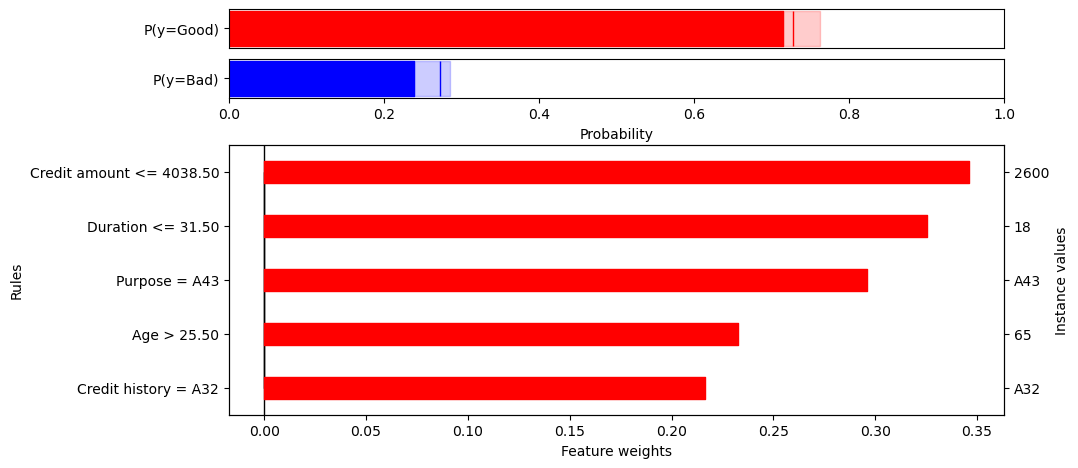 P(y=Good)
P(y=Bad)
0.0 0.2 0.4 0.6 0.8 1.0
Probability
Credit amount <= 4038.50 2600
Duration <= 31.50 18
Purpose = A43 A43
Age > 25.50 65
Credit history = A32 A32
Rules
Instance values
0.00 0.05 0.10 0.15 0.20 0.25 0.30 0.35
Feature weights